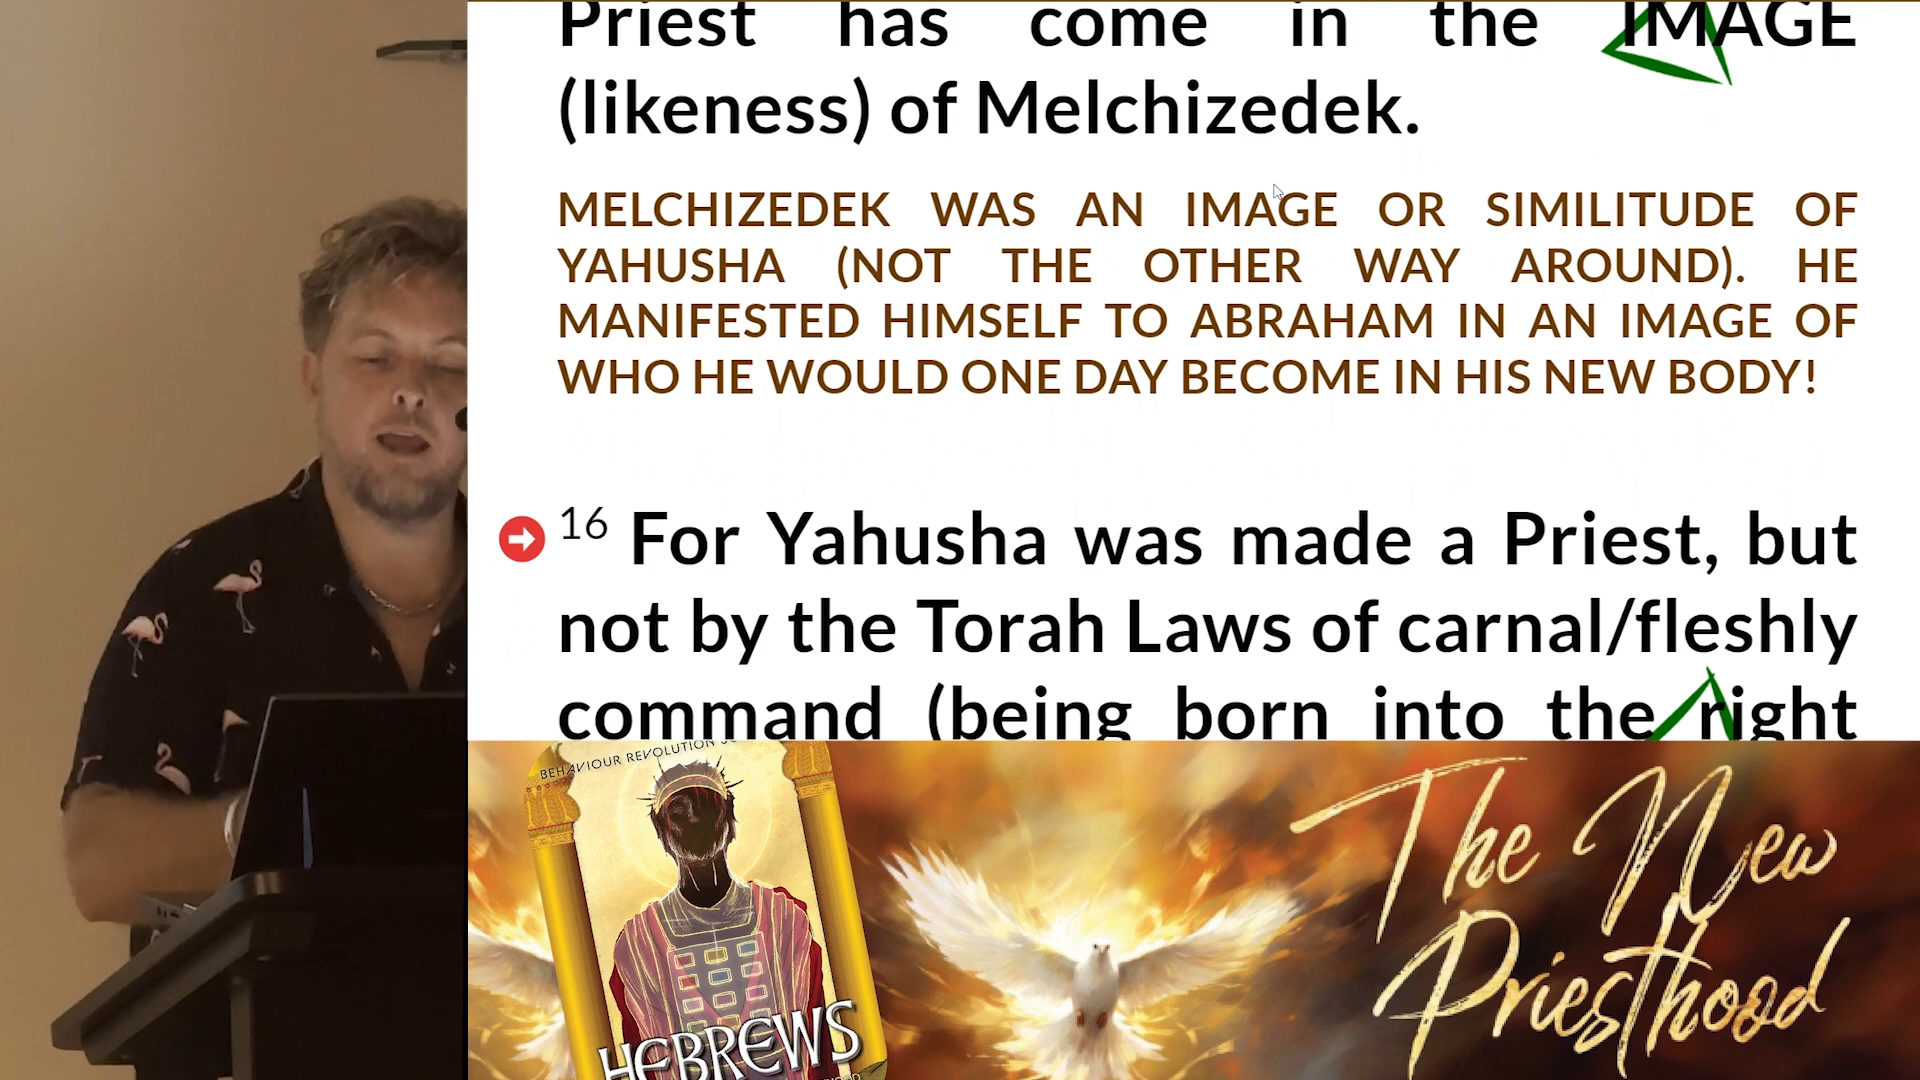 Priest has come in the IMAGE
(likeness) of Melchizedek.
MELCHIZEDEK WAS AN IMAGE OR SIMILITUDE OF
YAHUSHA (NOT THE OTHER WAY AROUND). HE
MANIFESTED HIMSELF TO ABRAHAM IN AN IMAGE OF
WHO HE WOULD ONE DAY BECOME IN HIS NEW BODY!
16 For Yahusha was made a Priest, but
not by the Torah Laws of carnal/fleshly
command (being born into the right
BEHAVIOUR REVOLUTION
HEBREWS
The New
Priesthood